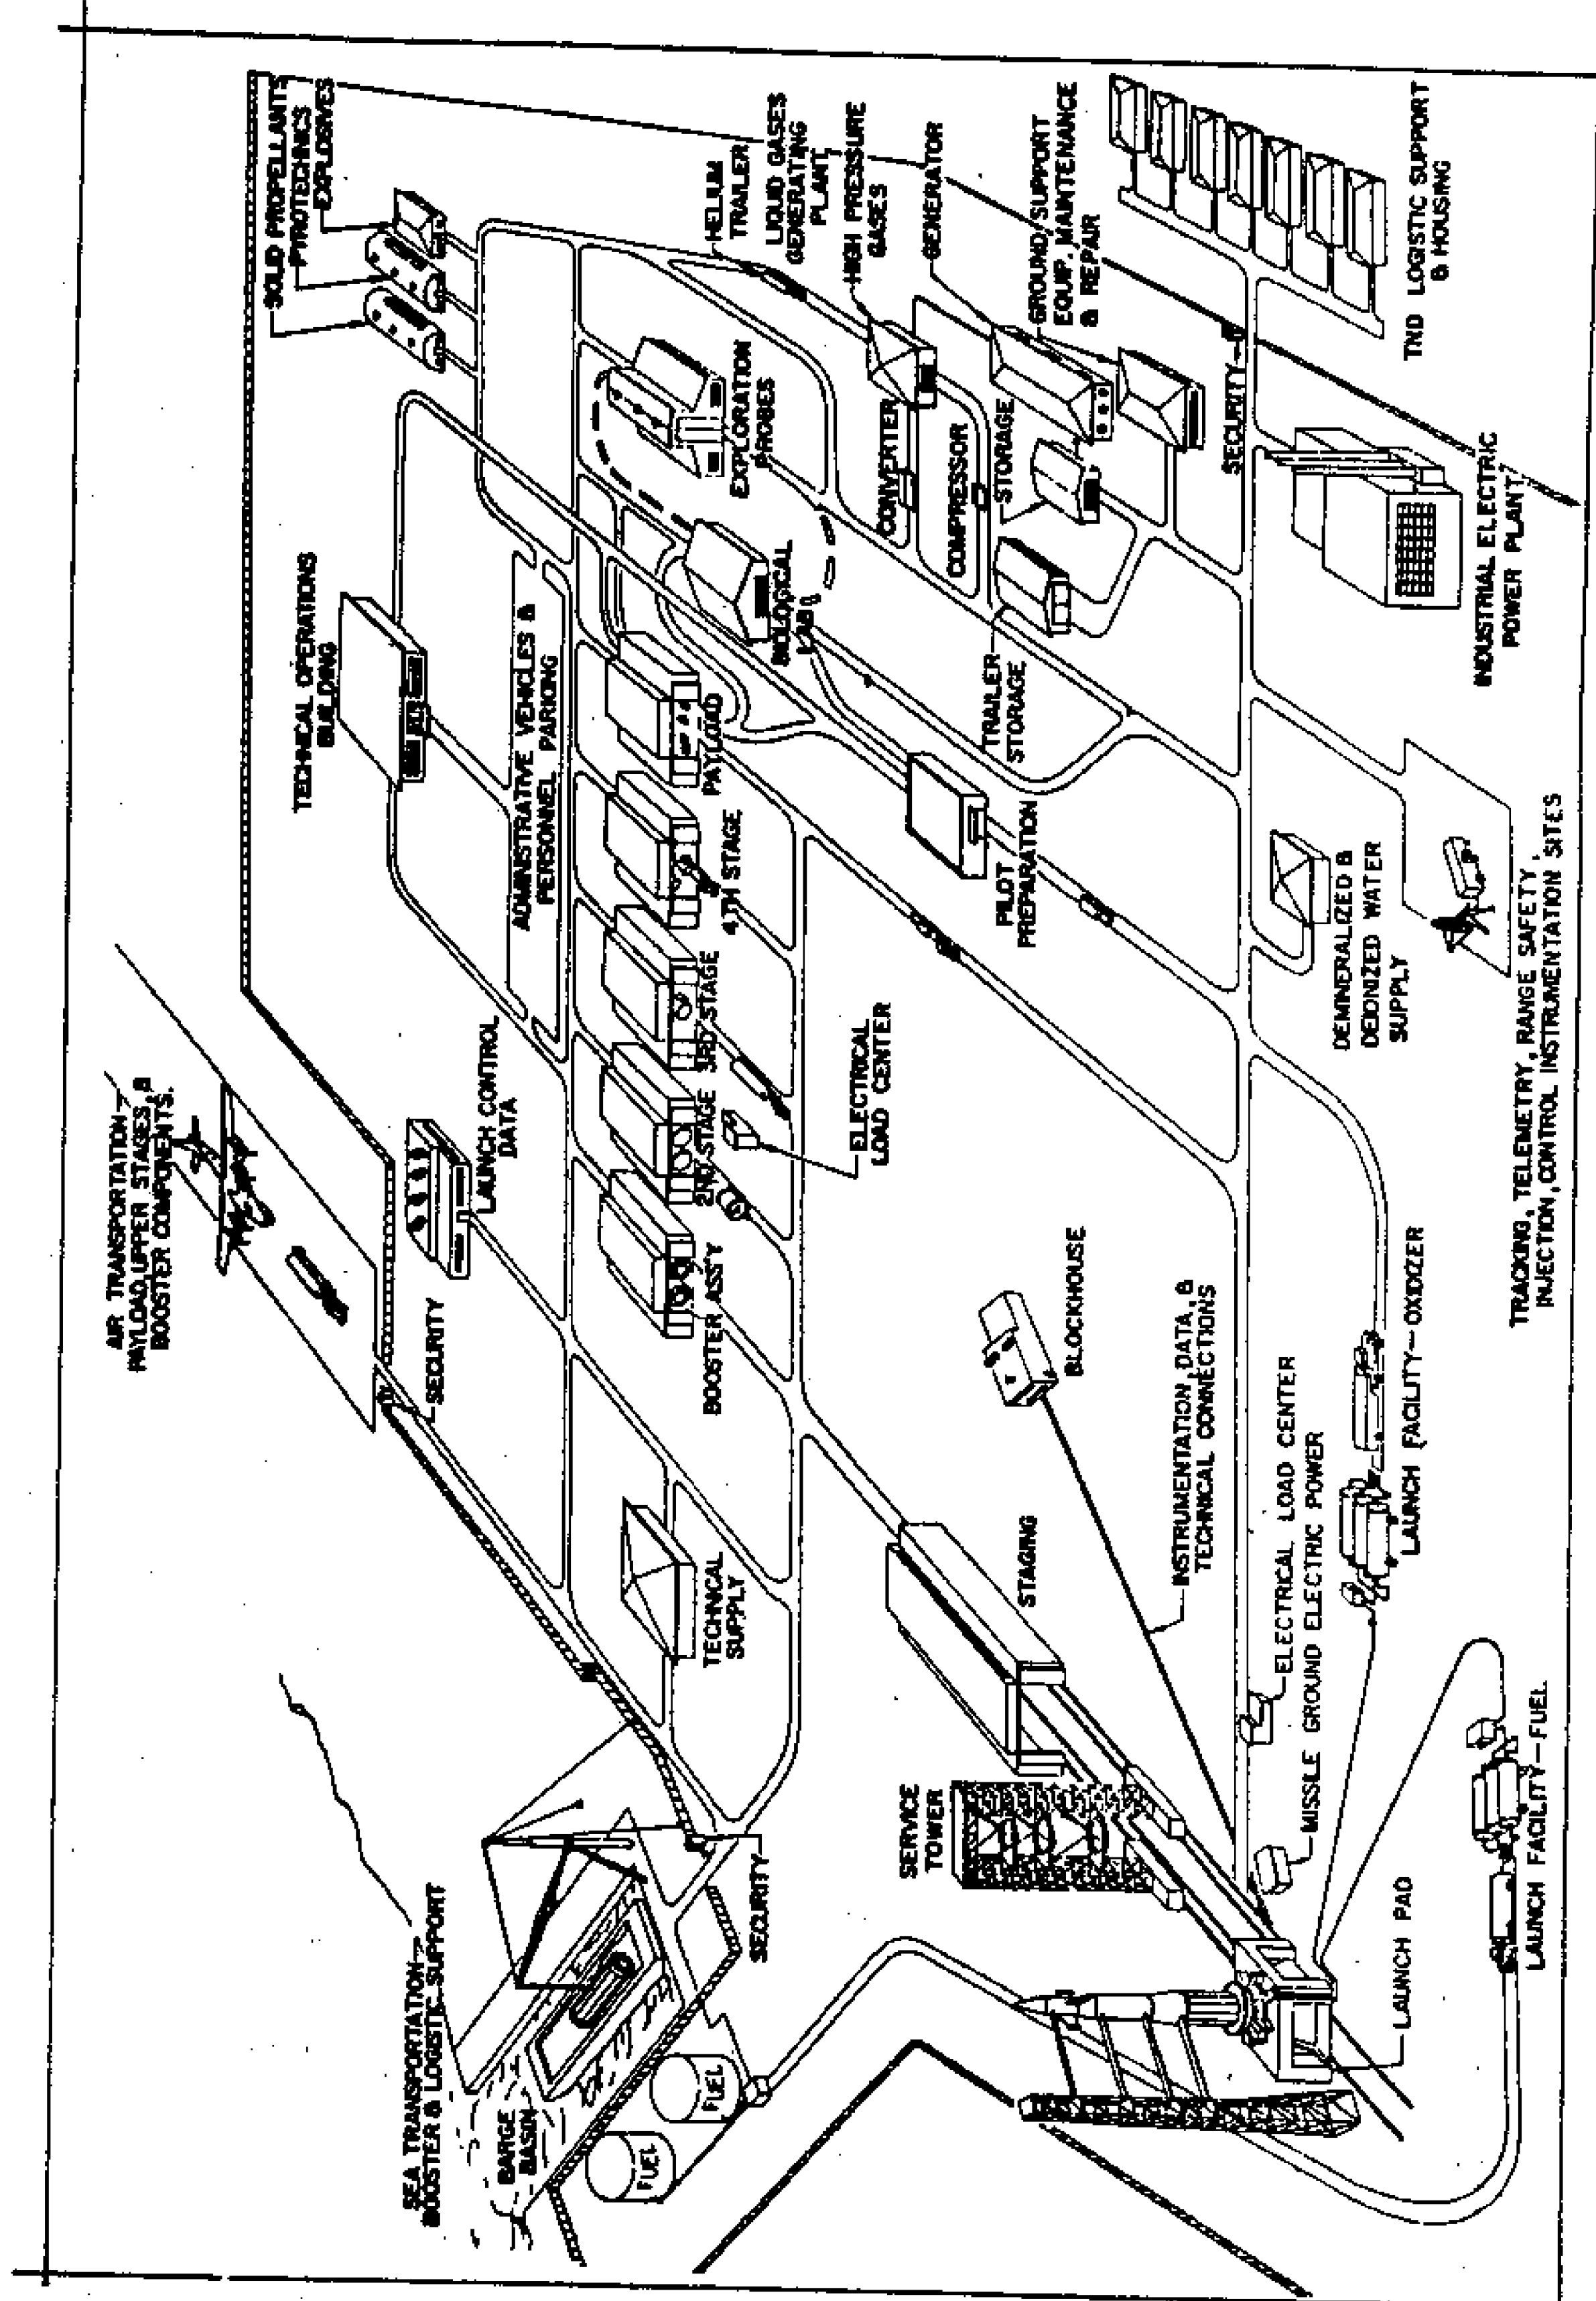 SEA TRANSPORTATION
BOOSTER & LOGISTIC SUPPORT
BARGE
BASIN
FUEL
FUEL
SECURITY
AIR TRANSPORTATION
PAYLOAD, UPPER STAGES, &
BOOSTER COMPONENTS.
SECURITY
LAUNCH CONTROL
DATA
TECHNICAL OPERATIONS
BUILDING
SOLID PROPELLANTS
PYROTECHNICS
EXPLOSIVES
ADMINISTRATIVE VEHICLES &
PERSONNEL PARKING
TECHNICAL
SUPPLY
BOOSTER ASS'Y
2ND STAGE
3RD STAGE
4TH STAGE
PAYLOAD
BIOLOGICAL
LAB
EXPLORATION
PROBES
HELIUM
TRAILER
LIQUID GASES
GENERATING
PLANT
HIGH PRESSURE
GASES
GENERATOR
GROUND SUPPORT
EQUIP. MAINTENANCE
& REPAIR
ELECTRICAL
LOAD CENTER
CONVERTER
COMPRESSOR
STORAGE
TRAILER
STORAGE
PILOT
PREPARATION
SERVICE
TOWER
STAGING
BLOCKHOUSE
INSTRUMENTATION, DATA, &
TECHNICAL CONNECTIONS
SECURITY
ELECTRICAL LOAD CENTER
MISSILE GROUND ELECTRIC POWER
DEMINERALIZED &
DEIONIZED WATER
SUPPLY
INDUSTRIAL ELECTRIC
POWER PLANT
TND LOGISTIC SUPPORT
& HOUSING
LAUNCH PAD
LAUNCH FACILITY-OXIDIZER
LAUNCH FACILITY-FUEL
TRACKING, TELEMETRY, RANGE SAFETY,
INJECTION, CONTROL INSTRUMENTATION SITES